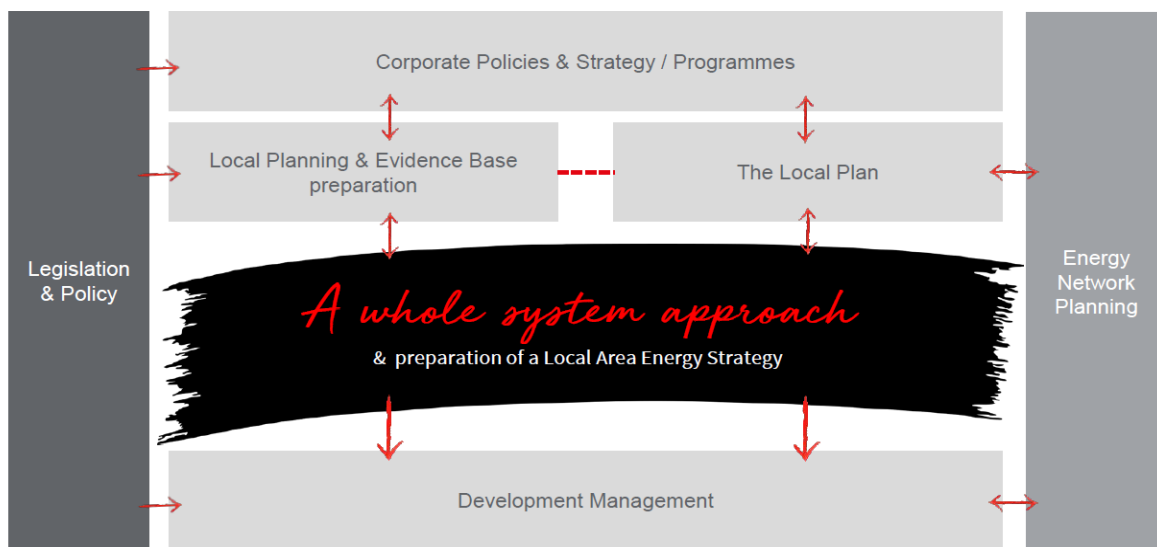 Corporate Policies & Strategy / Programmes
Local Planning & Evidence Base
preparation
The Local Plan
Legislation
& Policy
Energy
Network
Planning
A whole system approach
& preparation of a Local Area Energy Strategy
Development Management